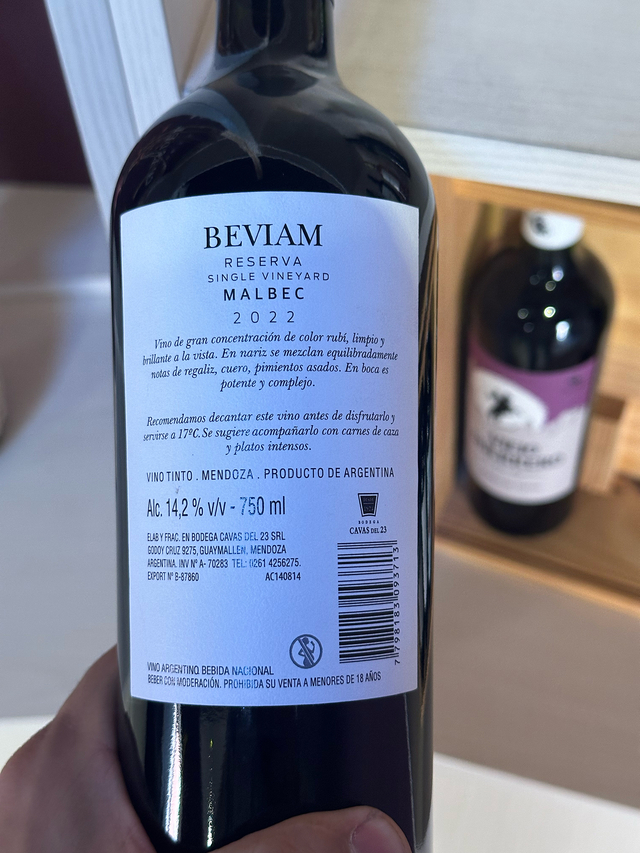 BEVIAM
RESERVA
SINGLE VINEYARD
MALBEC
2022
Vino de gran concentración de color rubí, limpio y
brillante a la vista. En nariz se mezclan equilibradamente
notas de regaliz, cuero, pimientos asados. En boca es
potente y complejo.
Recomendamos decantar este vino antes de disfrutarlo y
servirse a 17ºC. Se sugiere acompañarlo con carnes de caza
y platos intensos.
VINO TINTO . MENDOZA . PRODUCTO DE ARGENTINA
Alc. 14,2 % v/v - 750 ml
BODEGA
CAVAS DEL 23
ELAB Y FRAC. EN BODEGA CAVAS DEL 23 SRL
GODOY CRUZ 9275, GUAYMALLEN, MENDOZA
ARGENTINA. INV Nº A- 70283 TEL: 0261 4256275.
EXPORT Nº B-87860 AC140814
7798183093713
VINO ARGENTINO BEBIDA NACIONAL
BEBER CON MODERACIÓN. PROHIBIDA SU VENTA A MENORES DE 18 AÑOS